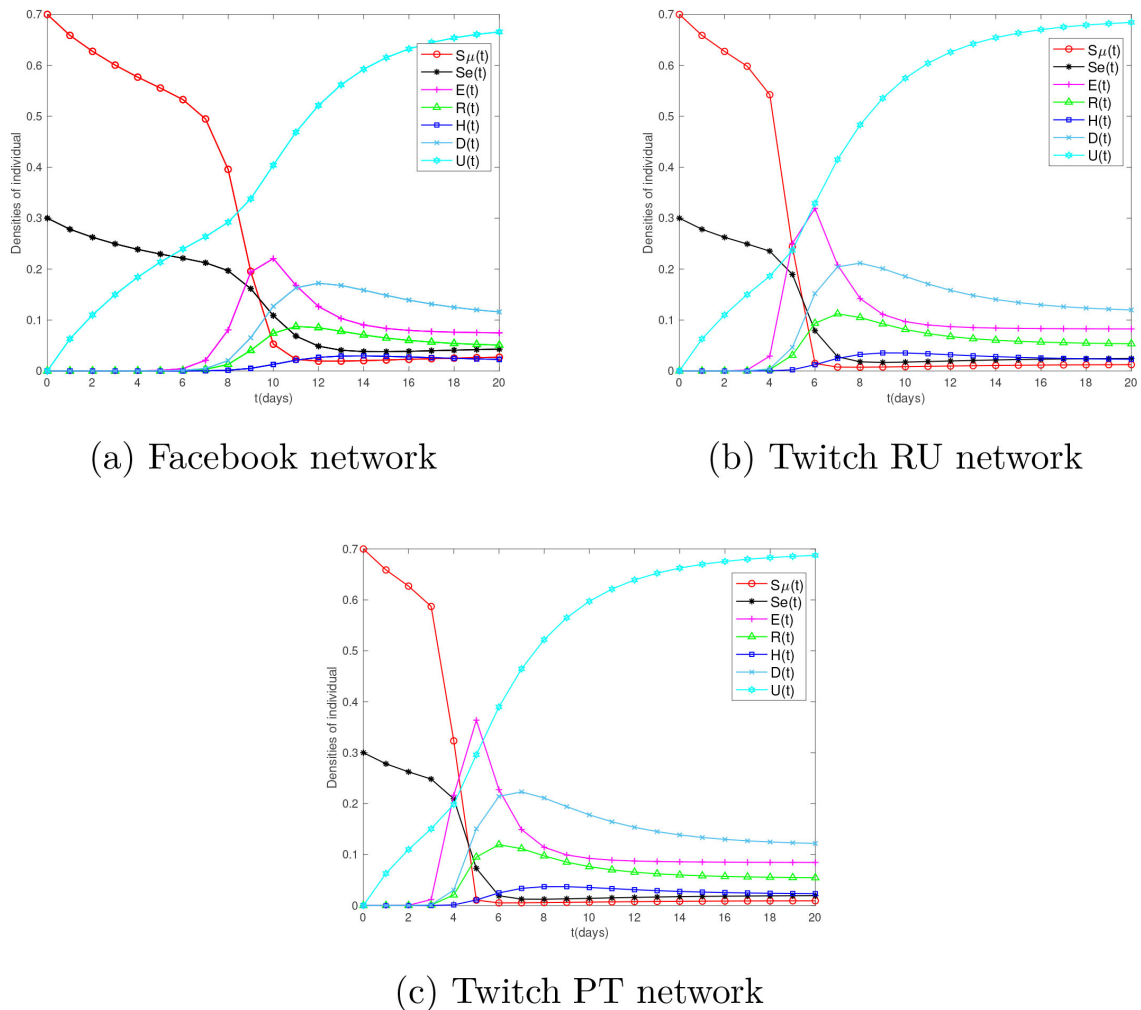 0.7
0.6
0.5
0.4
0.3
0.2
0.1
0
Densities of individual
0 2 4 6 8 10 12 14 16 18 20
t(days)
Sμ(t)
Se(t)
E(t)
R(t)
H(t)
D(t)
U(t)
(a) Facebook network
0.7
0.6
0.5
0.4
0.3
0.2
0.1
0
Densities of individual
0 2 4 6 8 10 12 14 16 18 20
t(days)
Sμ(t)
Se(t)
E(t)
R(t)
H(t)
D(t)
U(t)
(b) Twitch RU network
0.7
0.6
0.5
0.4
0.3
0.2
0.1
0
Densities of individual
0 2 4 6 8 10 12 14 16 18 20
t(days)
Sμ(t)
Se(t)
E(t)
R(t)
H(t)
D(t)
U(t)
(c) Twitch PT network